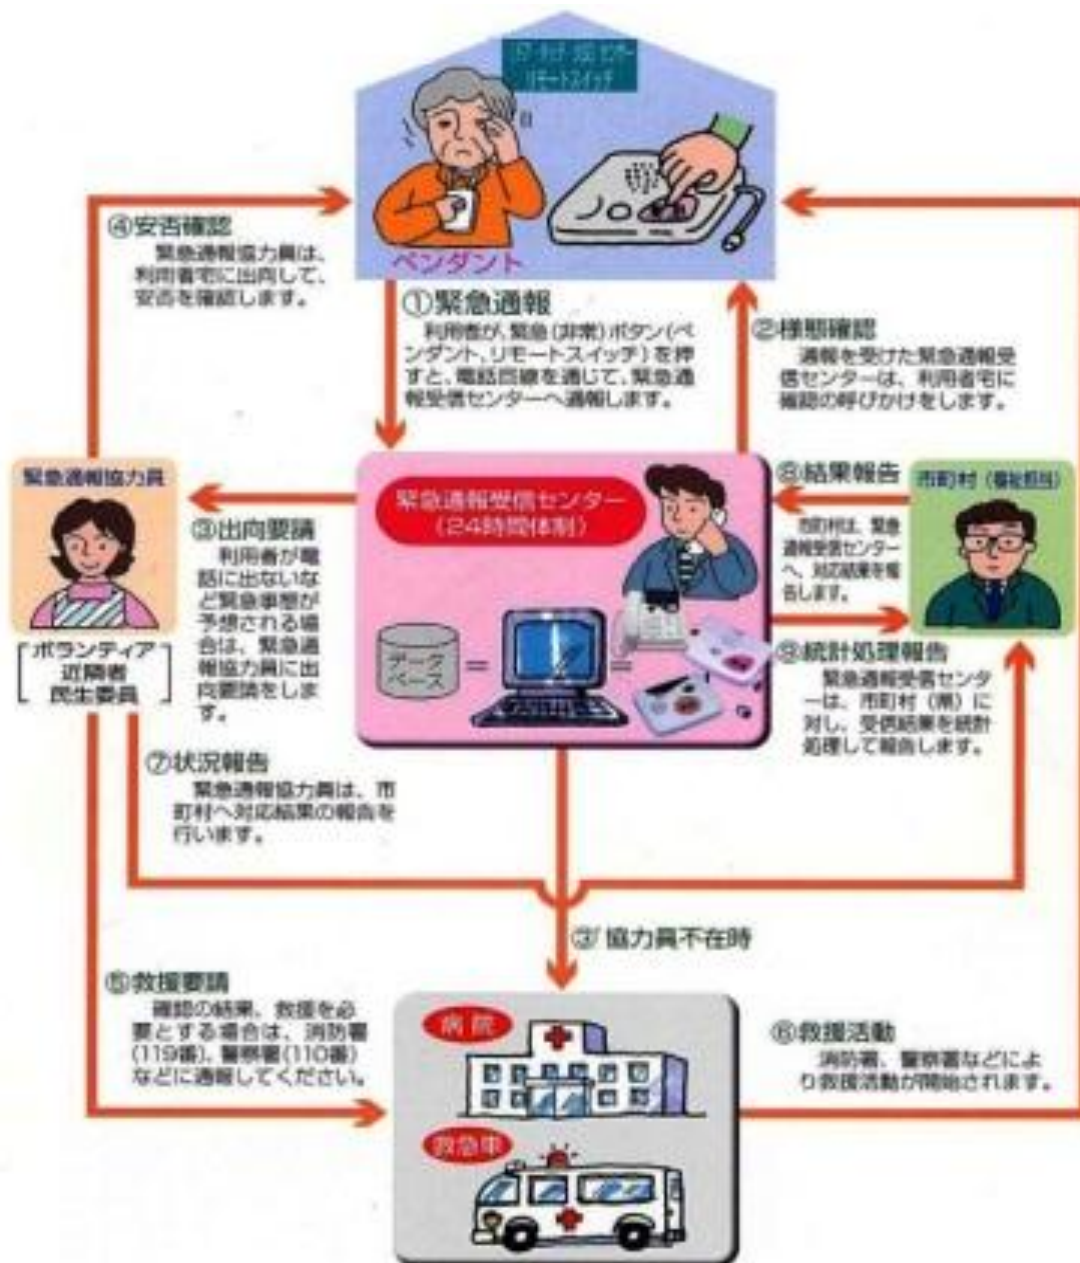 リモートスイッチ
ペンダント
④安否確認
緊急通報協力員は、
利用者宅に出向して、
安否を確認します。
①緊急通報
利用者が、緊急(非常)ボタン(ペ
ンダント、リモートスイッチ)を押
すと、電話回線を通じて、緊急通
報受信センターへ通報します。
②様態確認
通報を受けた緊急通報受
信センターは、利用者宅に
確認の呼びかけをします。
緊急通報協力員
ボランティア
近隣者
民生委員
③出向要請
利用者が電
話に出ないな
ど緊急事態が
予想される場
合は、緊急通
報協力員に出
向要請をしま
す。
緊急通報受信センター
(24時間体制)
データ
ベース
=
=
⑧結果報告
市町村は、緊急
通報受信センター
へ、対応結果を報
告します。
市町村(福祉担当)
⑨統計処理報告
緊急通報受信センタ
ーは、市町村(県)に
対し、受信結果を統計
処理して報告します。
⑦状況報告
緊急通報協力員は、市
町村へ対応結果の報告を
行います。
③′協力員不在時
⑤救援要請
確認の結果、救援を必
要とする場合は、消防署
(119番)、警察署(110番)
などに通報してください。
病院
救急車
⑥救援活動
消防署、警察署などによ
り救援活動が開始されます。